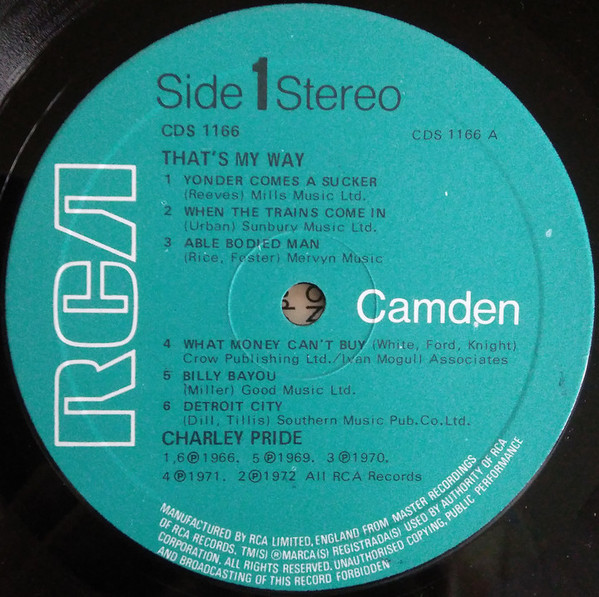 Side 1 Stereo
CDS 1166
CDS 1166 A
THAT'S MY WAY
1 YONDER COMES A SUCKER
(Reeves) Mills Music Ltd.
2 WHEN THE TRAINS COME IN
(Urban) Sunbury Music Ltd.
3 ABLE BODIED MAN
(Rice, Foster) Mervyn Music
RCA
Camden
4 WHAT MONEY CAN'T BUY (White, Ford, Knight)
Crow Publishing Ltd./Ivan Mogull Associates
5 BILLY BAYOU
(Miller) Good Music Ltd.
6 DETROIT CITY
(Dill, Tillis) Southern Music Pub.Co.Ltd.
CHARLEY PRIDE
1,6℗1966. 5℗1969. 3℗1970.
4℗1971. 2℗1972 All RCA Records
MANUFACTURED BY RCA LIMITED, ENGLAND FROM MASTER RECORDINGS
OF RCA RECORDS. TM(S) ®MARCA(S) REGISTRADA(S) USED BY AUTHORITY OF RCA
CORPORATION. ALL RIGHTS RESERVED. UNAUTHORISED COPYING, PUBLIC PERFORMANCE
AND BROADCASTING OF THIS RECORD FORBIDDEN